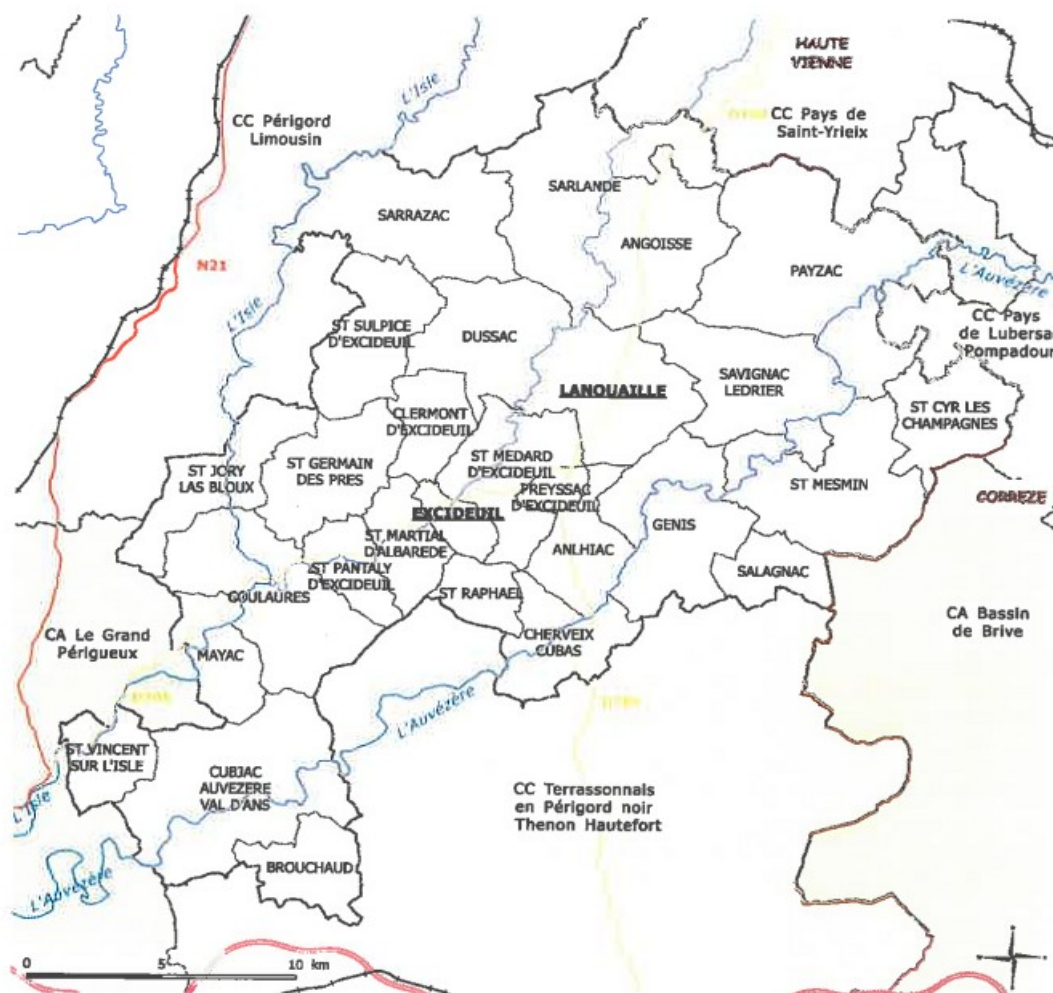 HAUTE
VIENNE
L'Isle
CC Périgord
Limousin
CC Pays de
Saint-Yrieix
SARLANDE
SARRAZAC
ANGOISSE
N21
PAYZAC
L'Auvézère
L'Isle
ST SULPICE
D'EXCIDEUIL
DUSSAC
CC Pays
de Lubersa
Pompadour
LANOUAILLE
SAVIGNAC
LEDRIER
CLERMONT
D'EXCIDEUIL
ST CYR LES
CHAMPAGNES
ST JORY
LAS BLOUX
ST GERMAIN
DES PRES
ST MEDARD
D'EXCIDEUIL
PREYSSAC
D'EXCIDEUIL
ST MESMIN
CORREZE
EXCIDEUIL
GENIS
ST MARTIAL
D'ALBAREDE
ANLHIAC
ST PANTALY
D'EXCIDEUIL
SALAGNAC
COULAURES
ST RAPHAEL
CA Le Grand
Périgueux
MAYAC
CHERVEIX
CUBAS
CA Bassin
de Brive
L'Auvézère
D705
D704
ST VINCENT
SUR L'ISLE
CUBJAC
AUVEZERE
VAL D'ANS
CC Terrassonnais
en Périgord noir
Thenon Hautefort
L'Isle
BROUCHAUD
L'Auvézère
0 5 10 km